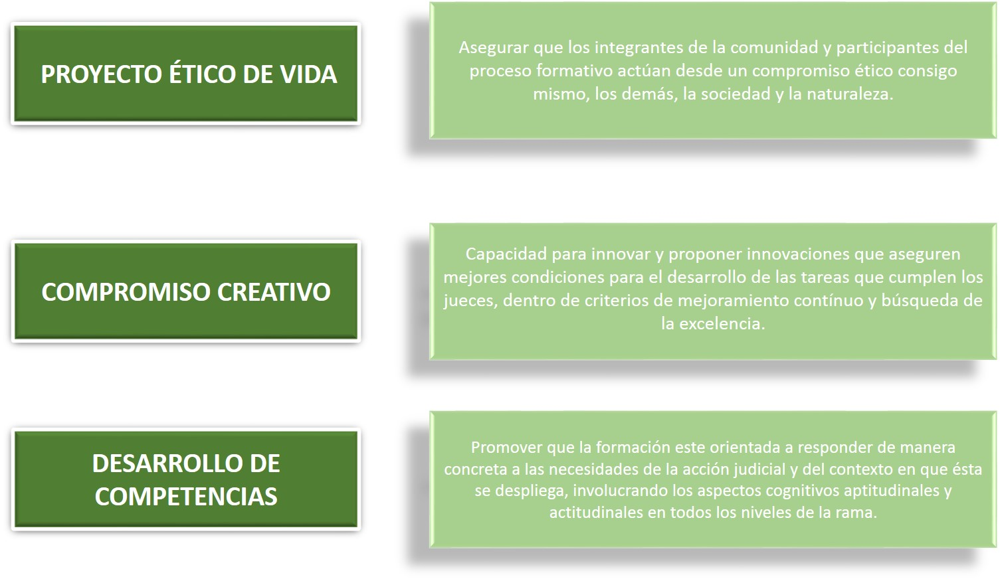 PROYECTO ÉTICO DE VIDA
Asegurar que los integrantes de la comunidad y participantes del
proceso formativo actúan desde un compromiso ético consigo
mismo, los demás, la sociedad y la naturaleza.
COMPROMISO CREATIVO
Capacidad para innovar y proponer innovaciones que aseguren
mejores condiciones para el desarrollo de las tareas que cumplen los
jueces, dentro de criterios de mejoramiento contínuo y búsqueda de
la excelencia.
DESARROLLO DE
COMPETENCIAS
Promover que la formación este orientada a responder de manera
concreta a las necesidades de la acción judicial y del contexto en que ésta
se despliega, involucrando los aspectos cognitivos aptitudinales y
actitudinales en todos los niveles de la rama.